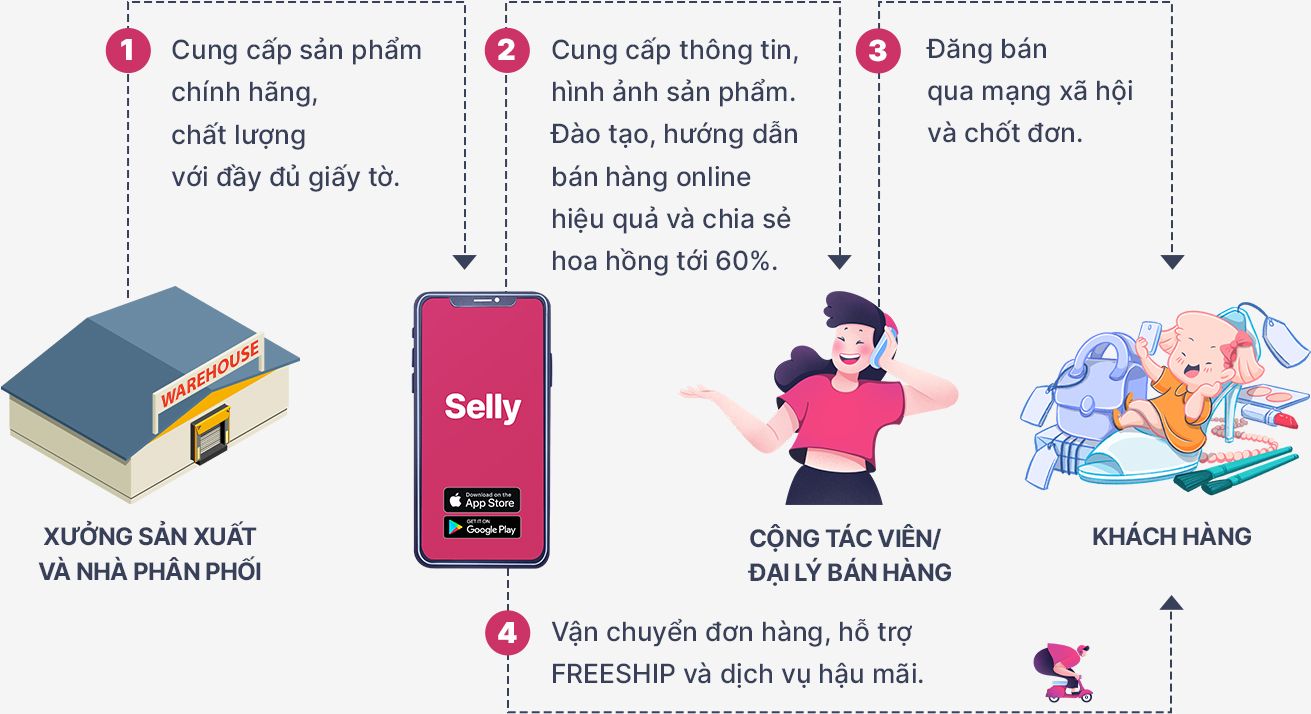 1
Cung cấp sản phẩm
chính hãng,
chất lượng
với đầy đủ giấy tờ.
2
Cung cấp thông tin,
hình ảnh sản phẩm.
Đào tạo, hướng dẫn
bán hàng online
hiệu quả và chia sẻ
hoa hồng tới 60%.
3
Đăng bán
qua mạng xã hội
và chốt đơn.
WAREHOUSE
XƯỞNG SẢN XUẤT
VÀ NHÀ PHÂN PHỐI
Selly
Download on the
App Store
GET IT ON
Google Play
CỘNG TÁC VIÊN/
ĐẠI LÝ BÁN HÀNG
KHÁCH HÀNG
4
Vận chuyển đơn hàng, hỗ trợ
FREESHIP và dịch vụ hậu mãi.